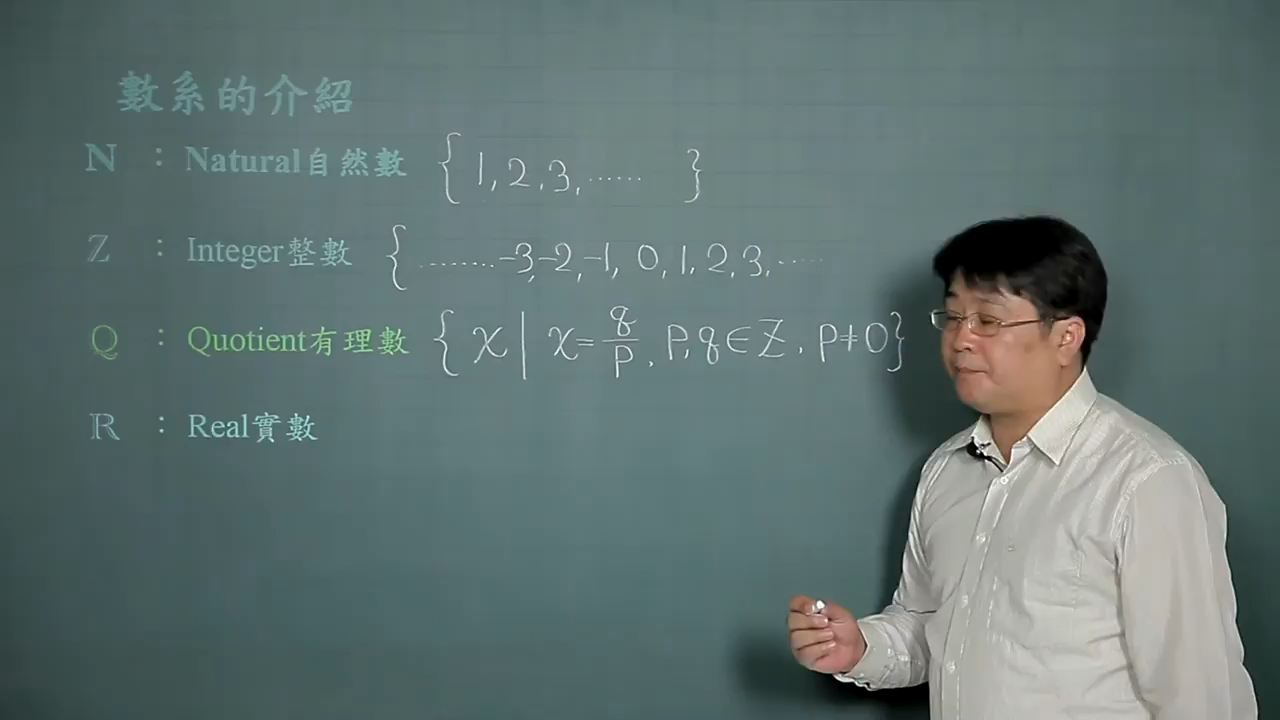 數系的介紹
N : Natural自然數 { 1, 2, 3, …… }
ℤ : Integer整數 { ……… -3, -2, -1, 0, 1, 2, 3, ……
Q : Quotient有理數 { x | x = q/p, p, q ∈ Z, p ≠ 0 }
ℝ : Real實數